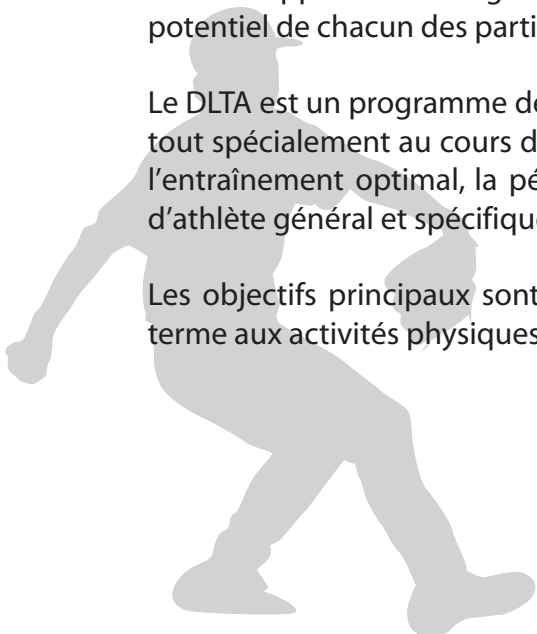 potentiel de chacun des parti
Le DLTA est un programme de
tout spécialement au cours d
l'entraînement optimal, la pé
d'athlète général et spécifique
Les objectifs principaux sont
terme aux activités physiques